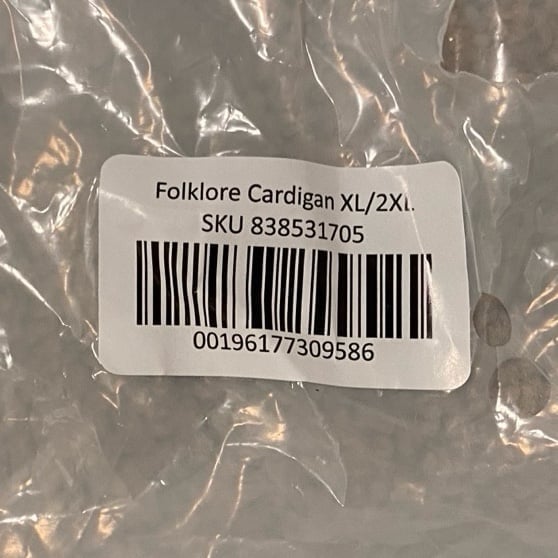 Folklore Cardigan XL/2XL
SKU 838531705
00196177309586